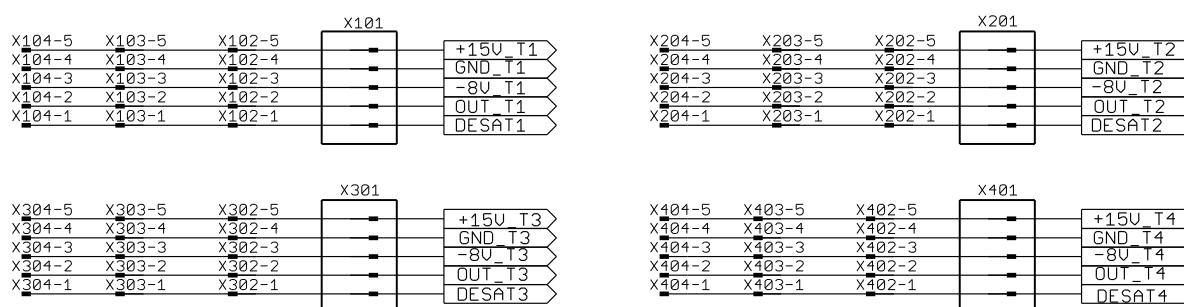 X101 X201
X104-5 X103-5 X102-5 +15V_T1 X204-5 X203-5 X202-5 +15V_T2
X104-4 X103-4 X102-4 GND_T1 X204-4 X203-4 X202-4 GND_T2
X104-3 X103-3 X102-3 -8V_T1 X204-3 X203-3 X202-3 -8V_T2
X104-2 X103-2 X102-2 OUT_T1 X204-2 X203-2 X202-2 OUT_T2
X104-1 X103-1 X102-1 DESAT1 X204-1 X203-1 X202-1 DESAT2
X301 X401
X304-5 X303-5 X302-5 +15V_T3 X404-5 X403-5 X402-5 +15V_T4
X304-4 X303-4 X302-4 GND_T3 X404-4 X403-4 X402-4 GND_T4
X304-3 X303-3 X302-3 -8V_T3 X404-3 X403-3 X402-3 -8V_T4
X304-2 X303-2 X302-2 OUT_T3 X404-2 X403-2 X402-2 OUT_T4
X304-1 X303-1 X302-1 DESAT3 X404-1 X403-1 X402-1 DESAT4